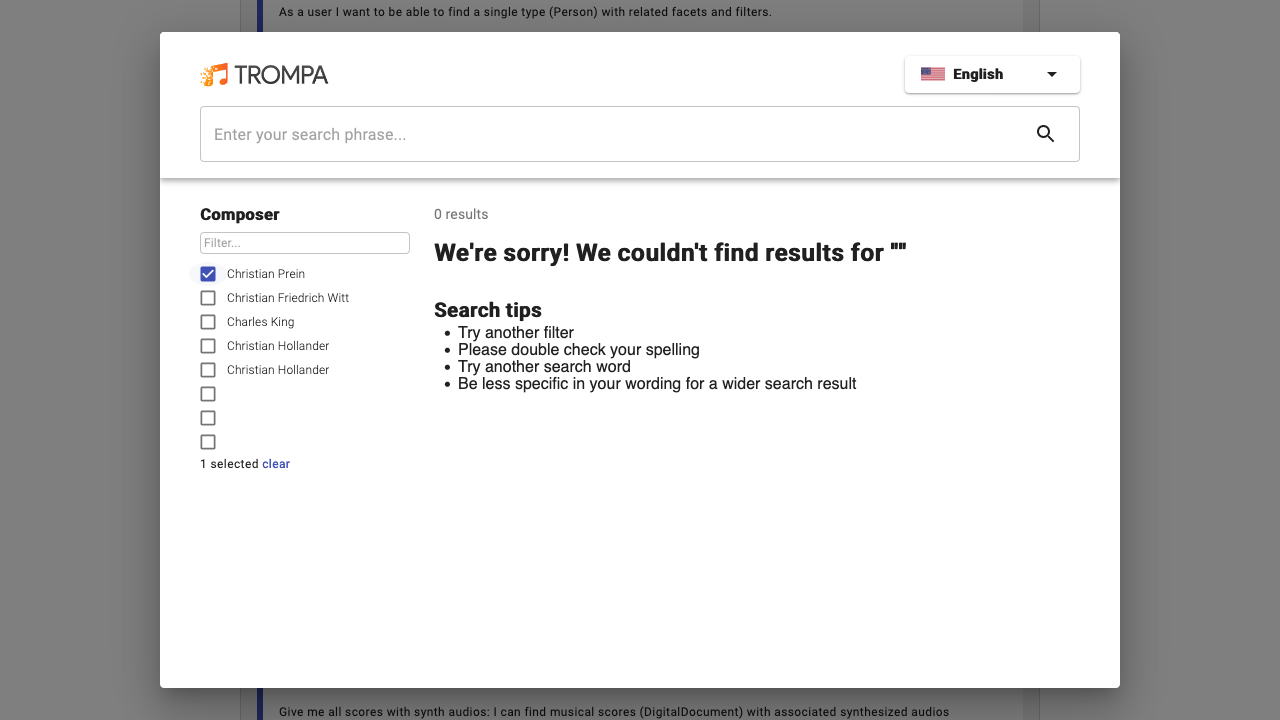 As a user I want to be able to find a single type (Person) with related facets and filters.
TROMPA
English
Enter your search phrase...
Composer
Filter...
Christian Prein
Christian Friedrich Witt
Charles King
Christian Hollander
Christian Hollander
1 selected clear
0 results
We're sorry! We couldn't find results for ""
Search tips
Try another filter
Please double check your spelling
Try another search word
Be less specific in your wording for a wider search result
Give me all scores with synth audios: I can find musical scores (DigitalDocument) with associated synthesized audios